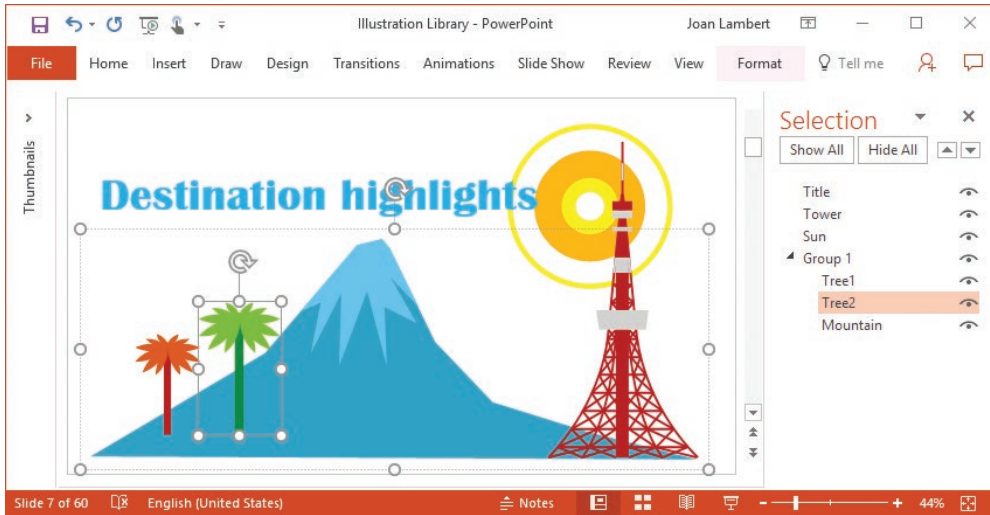 Illustration Library - PowerPoint
Joan Lambert
File Home Insert Draw Design Transitions Animations Slide Show Review View Format Tell me
Thumbnails
Destination highlights
Selection
Show All Hide All
Title
Tower
Sun
Group 1
Tree1
Tree2
Mountain
Slide 7 of 60 English (United States) Notes 44%